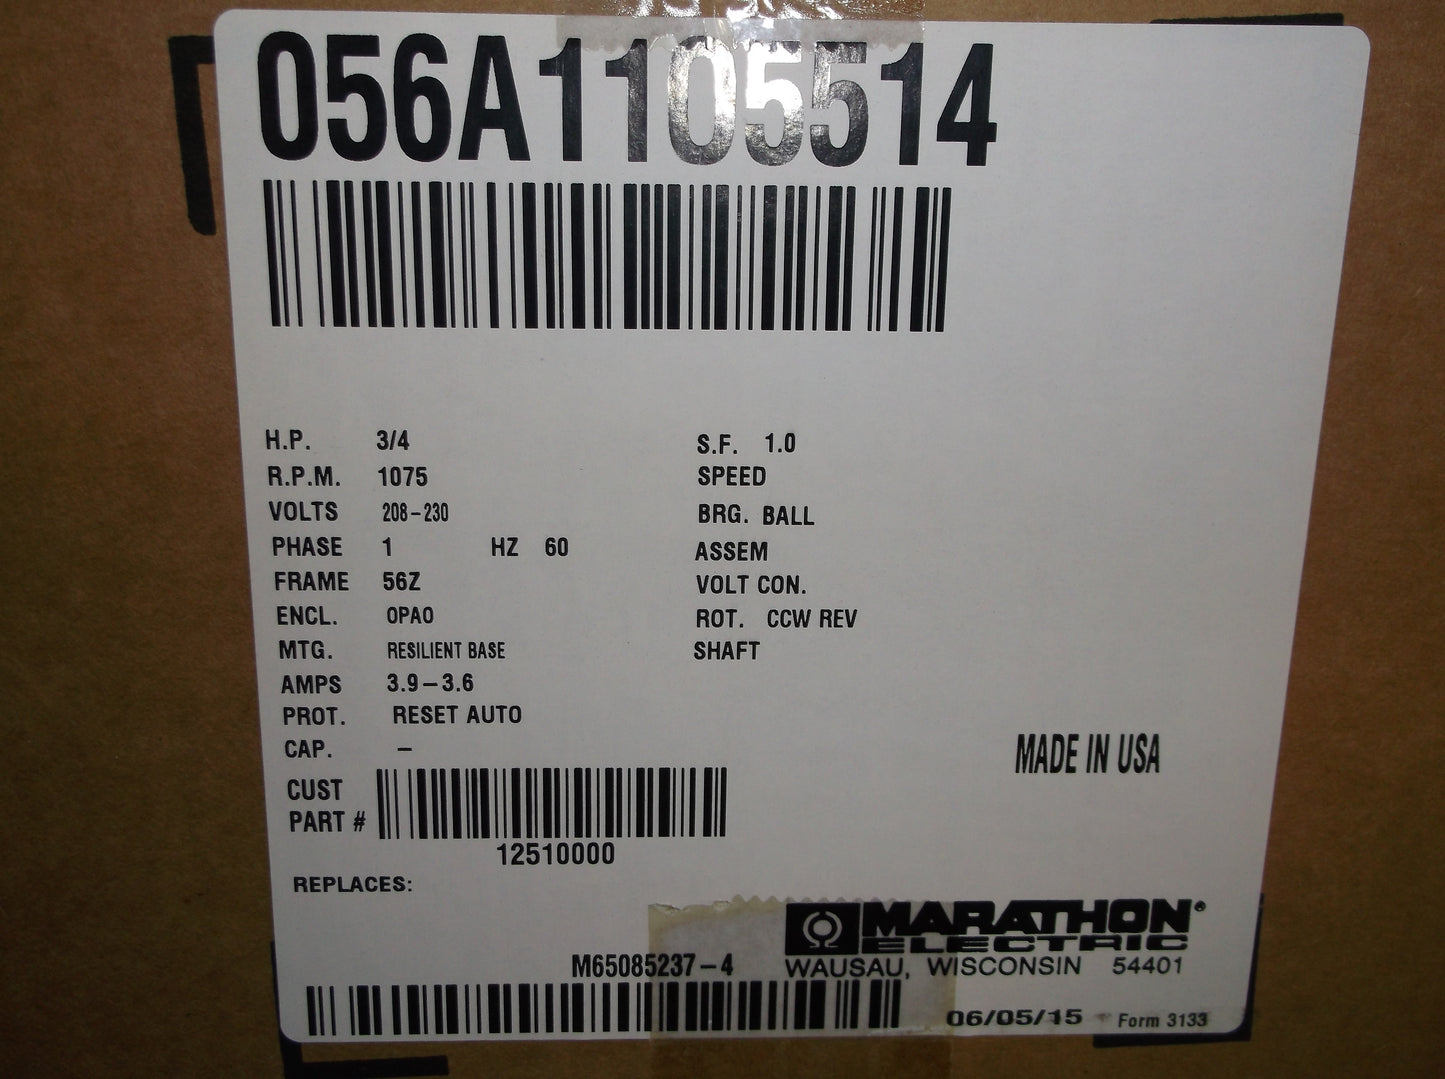 056A1105514
H.P. 3/4
R.P.M. 1075
VOLTS 208-230
PHASE 1 HZ 60
FRAME 56Z
ENCL. OPAO
MTG. RESILIENT BASE
AMPS 3.9-3.6
PROT. RESET AUTO
CAP. -
S.F. 1.0
SPEED
BRG. BALL
ASSEM
VOLT CON.
ROT. CCW REV
SHAFT
MADE IN USA
CUST
PART #
12510000
REPLACES:
M65085237-4
MARATHON®
ELECTRIC
WAUSAU, WISCONSIN 54401
06/05/15 Form 3133